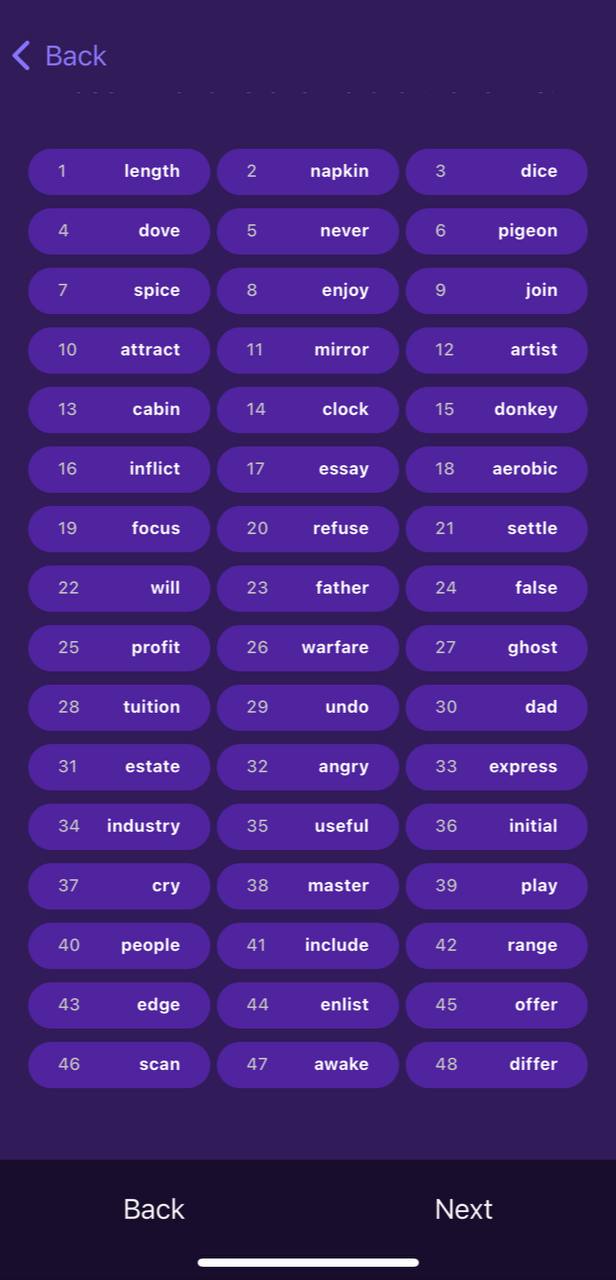 Back
1 length 2 napkin 3 dice
4 dove 5 never 6 pigeon
7 spice 8 enjoy 9 join
10 attract 11 mirror 12 artist
13 cabin 14 clock 15 donkey
16 inflict 17 essay 18 aerobic
19 focus 20 refuse 21 settle
22 will 23 father 24 false
25 profit 26 warfare 27 ghost
28 tuition 29 undo 30 dad
31 estate 32 angry 33 express
34 industry 35 useful 36 initial
37 cry 38 master 39 play
40 people 41 include 42 range
43 edge 44 enlist 45 offer
46 scan 47 awake 48 differ
Back Next